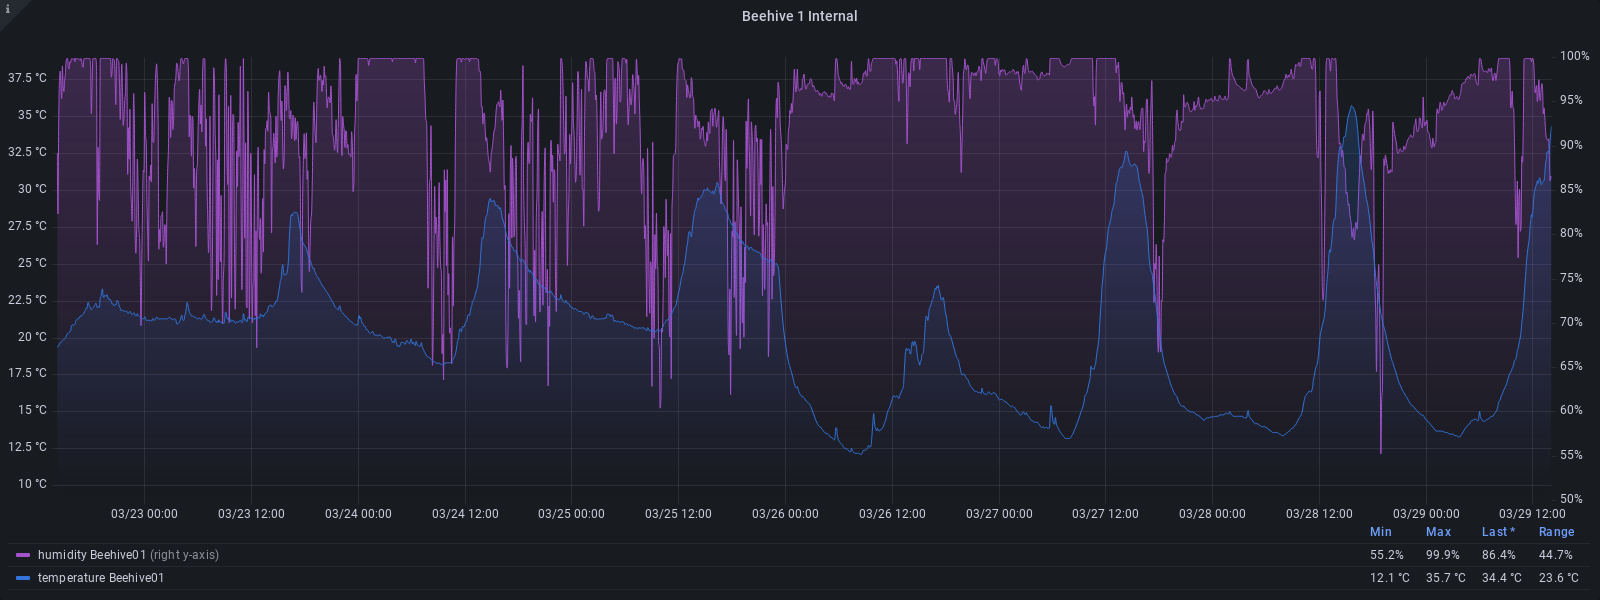 i
Beehive 1 Internal
37.5 °C
35 °C
32.5 °C
30 °C
27.5 °C
25 °C
22.5 °C
20 °C
17.5 °C
15 °C
12.5 °C
10 °C
100%
95%
90%
85%
80%
75%
70%
65%
60%
55%
50%
03/23 00:00 03/23 12:00 03/24 00:00 03/24 12:00 03/25 00:00 03/25 12:00 03/26 00:00 03/26 12:00 03/27 00:00 03/27 12:00 03/28 00:00 03/28 12:00 03/29 00:00 03/29 12:00
Min Max Last * Range
humidity Beehive01 (right y-axis) 55.2% 99.9% 86.4% 44.7%
temperature Beehive01 12.1 °C 35.7 °C 34.4 °C 23.6 °C